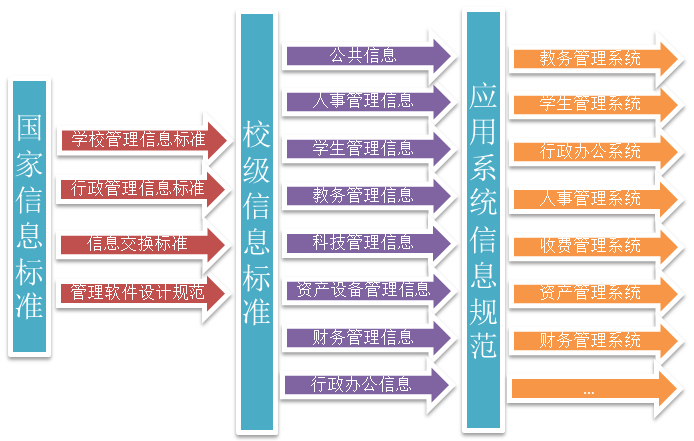 国家信息标准
学校管理信息标准
行政管理信息标准
信息交换标准
管理软件设计规范
校级信息标准
公共信息
人事管理信息
学生管理信息
教务管理信息
科技管理信息
资产设备管理信息
财务管理信息
行政办公信息
应用系统信息规范
教务管理系统
学生管理系统
行政办公系统
人事管理系统
收费管理系统
资产管理系统
财务管理系统
...